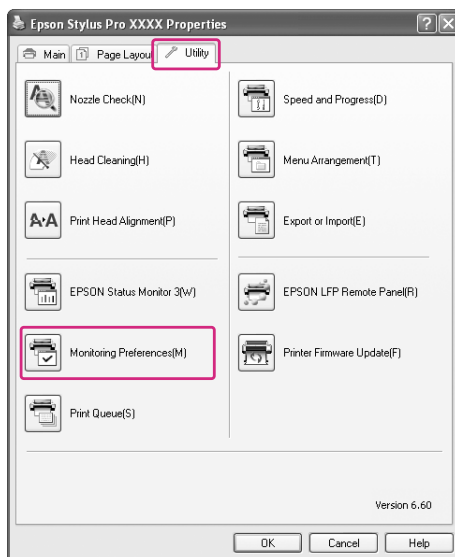 Epson Stylus Pro XXXX Properties
Main
Page Layou
Utility
Nozzle Check(N)
Head Cleaning(H)
A A Print Head Alignment(P)
EPSON Status Monitor 3(W)
Monitoring Preferences(M)
Print Queue(S)
Speed and Progress(D)
Menu Arrangement(T)
Export or Import(E)
EPSON LFP Remote Panel(R)
Printer Firmware Update(F)
Version 6.60
OK
Cancel
Help